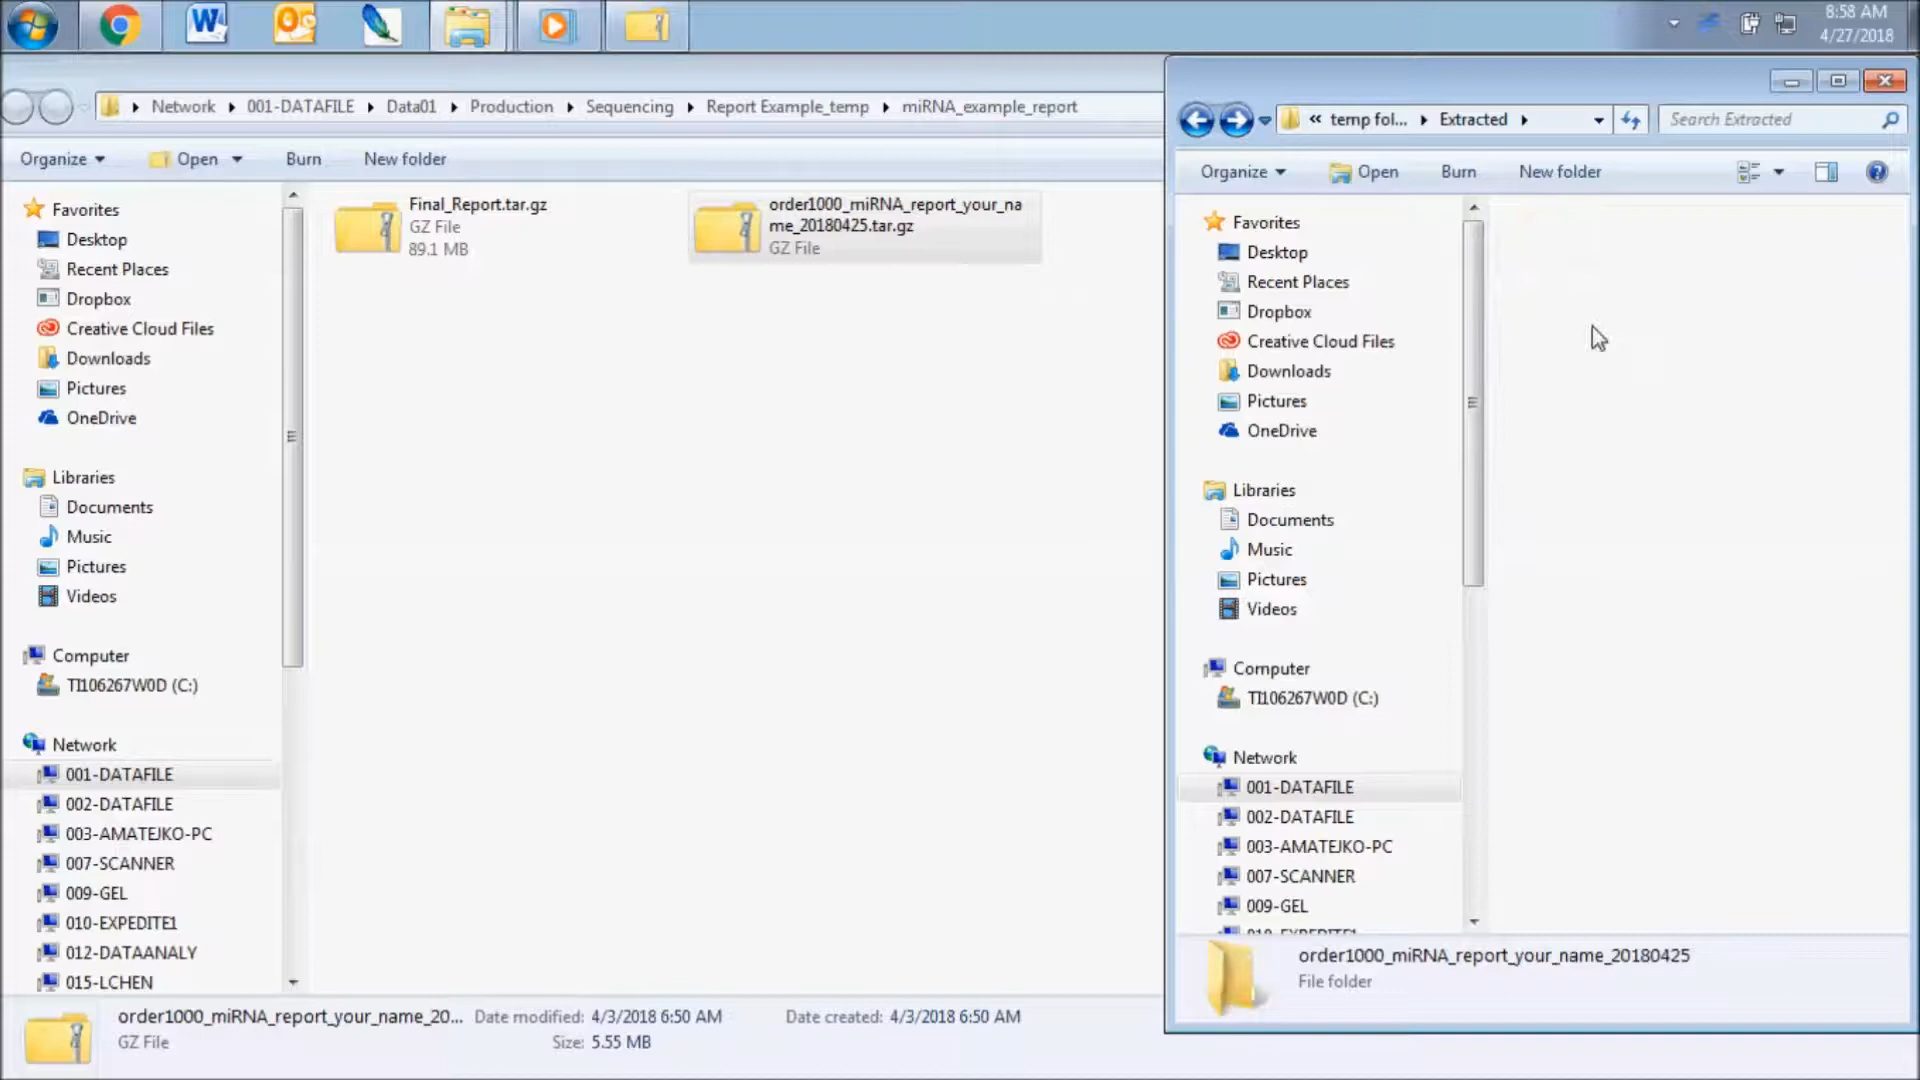 8:58 AM
4/27/2018
Network
001-DATAFILE
Data01
Production
Sequencing
Report Example_temp
miRNA_example_report
Organize
Open
Burn
New folder
Favorites
Desktop
Recent Places
Dropbox
Creative Cloud Files
Downloads
Pictures
OneDrive
Libraries
Documents
Music
Pictures
Videos
Computer
TI106267W0D (C:)
Network
001-DATAFILE
002-DATAFILE
003-AMATEJKO-PC
007-SCANNER
009-GEL
010-EXPEDITE1
012-DATAANALY
015-LCHEN
Final_Report.tar.gz
GZ File
89.1 MB
order1000_miRNA_report_your_na
me_20180425.tar.gz
GZ File
order1000_miRNA_report_your_name_20...
Date modified: 4/3/2018 6:50 AM
Date created: 4/3/2018 6:50 AM
GZ File
Size: 5.55 MB
« temp fol...
Extracted
Search Extracted
Organize
Open
Burn
New folder
Favorites
Desktop
Recent Places
Dropbox
Creative Cloud Files
Downloads
Pictures
OneDrive
Libraries
Documents
Music
Pictures
Videos
Computer
TI106267W0D (C:)
Network
001-DATAFILE
002-DATAFILE
003-AMATEJKO-PC
007-SCANNER
009-GEL
010-EXPEDITE1
order1000_miRNA_report_your_name_20180425
File folder